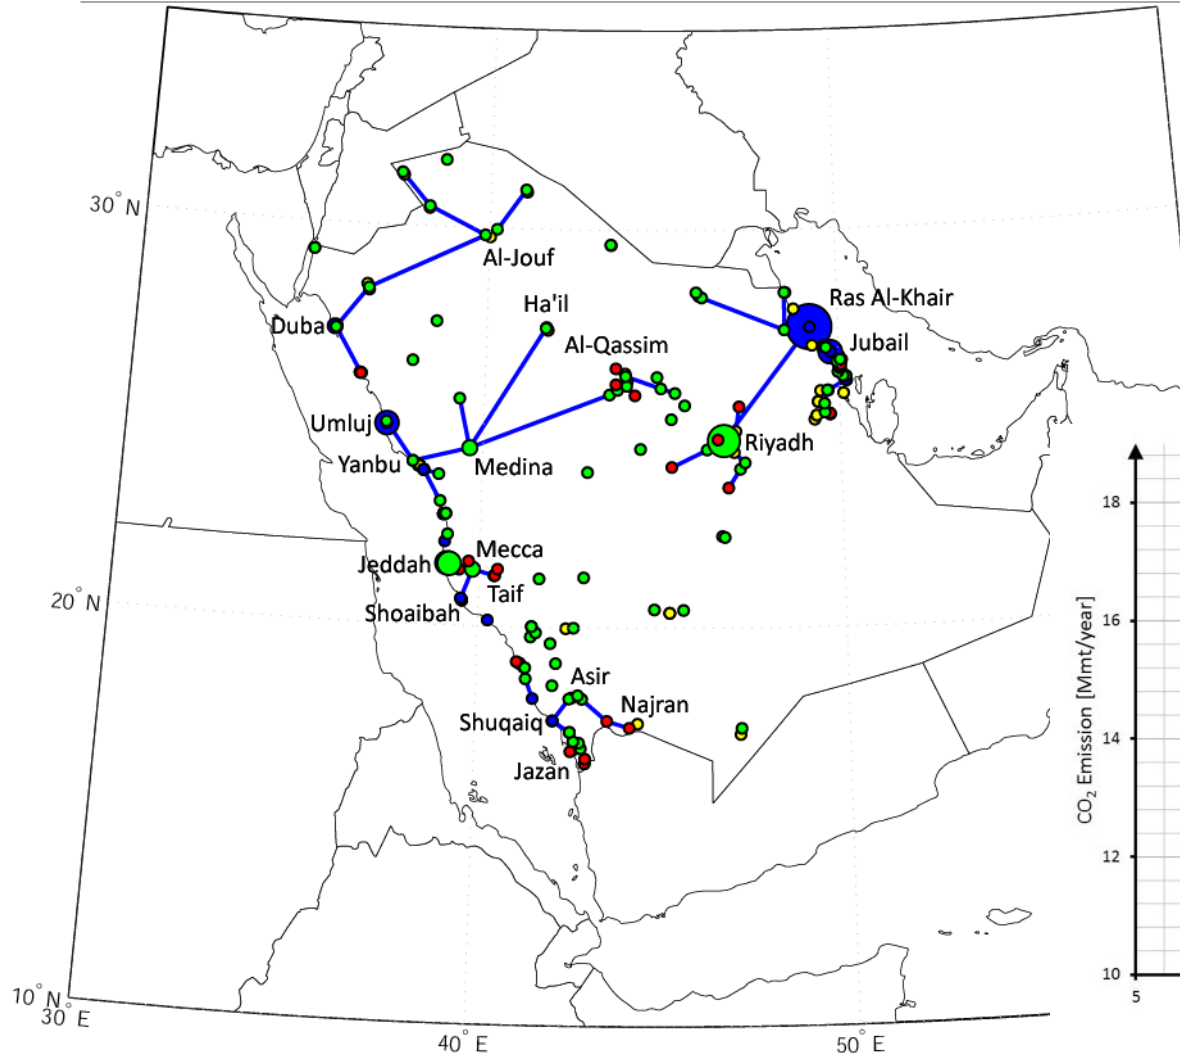 30° N
Al-Jouf
Ha'il
Ras Al-Khair
Duba
Al-Qassim
Jubail
Umluj
Riyadh
Yanbu
Medina
18
Mecca
Jeddah
Taif
20° N
Shoaibah
16
Asir
Najran
Shuqaiq
14
Jazan
CO₂ Emission [Mmt/year]
12
10
10° N
5
30° E
40° E
50° E